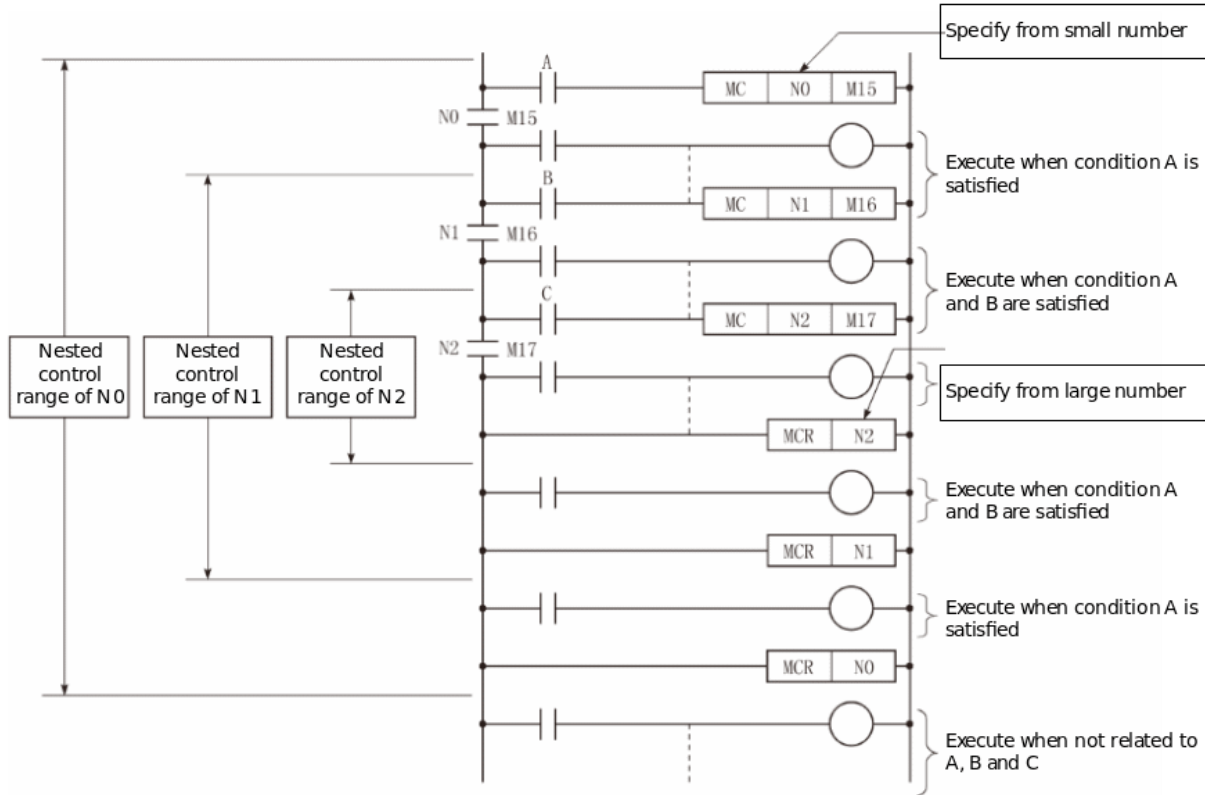 Specify from small number
A
MC N0 M15
N0 M15
Execute when condition A is
satisfied
B
MC N1 M16
N1 M16
Execute when condition A
and B are satisfied
C
MC N2 M17
Nested
control
range of N0
Nested
control
range of N1
Nested
control
range of N2
N2 M17
Specify from large number
MCR N2
Execute when condition A
and B are satisfied
MCR N1
Execute when condition A is
satisfied
MCR N0
Execute when not related to
A, B and C